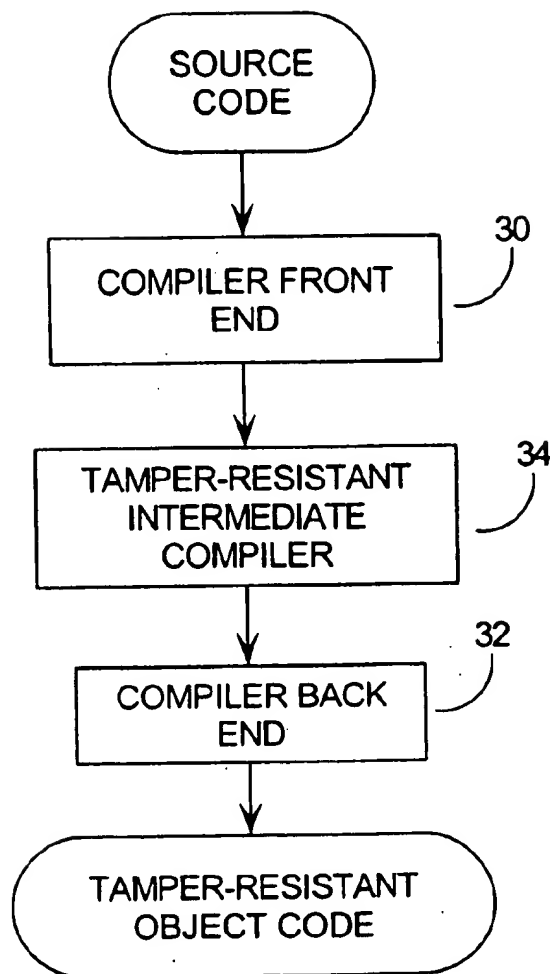 SOURCE
CODE
30
COMPILER FRONT
END
34
TAMPER-RESISTANT
INTERMEDIATE
COMPILER
32
COMPILER BACK
END
TAMPER-RESISTANT
OBJECT CODE